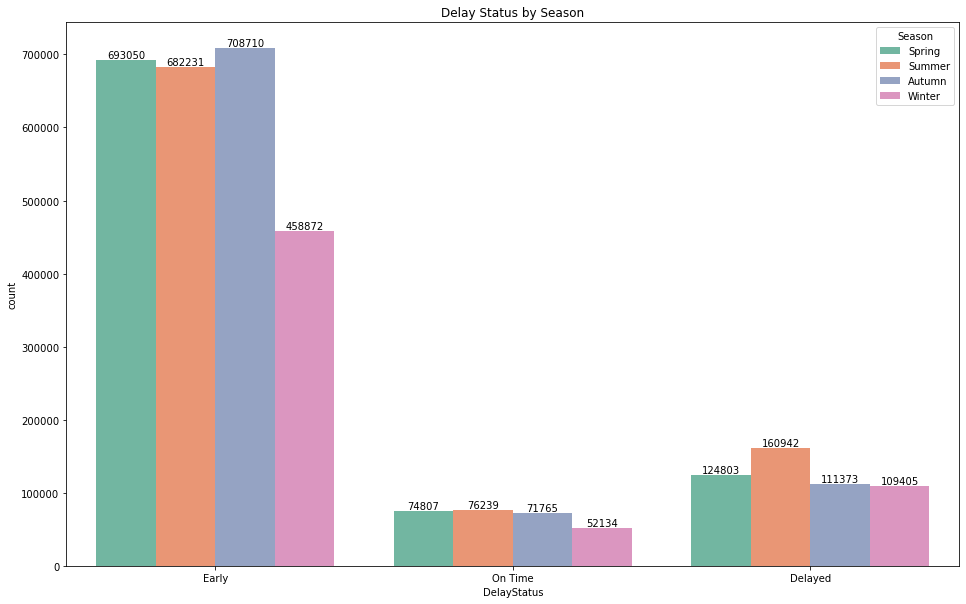 Delay Status by Season
Season
Spring
Summer
Autumn
Winter
count
700000
600000
500000
400000
300000
200000
100000
0
693050
682231
708710
458872
74807
76239
71765
52134
124803
160942
111373
109405
Early
On Time
Delayed
DelayStatus